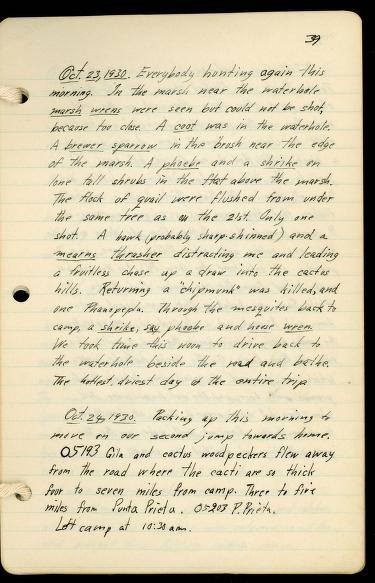 39
Oct. 23, 1930. Everybody hunting again this
morning. In the marsh near the waterhole
marsh wrens were seen but could not be shot,
because too close. A coot was in the waterhole.
A brewer sparrow in the brosh near the edge
of the marsh. A phoebe and a shrike on
lone tall shrubs in the flat above the marsh.
The flock of quail were flushed from under
the same tree as on the 21st. Only one
shot. A hawk (probably sharp-shinned) and a
mearns thrasher distracting me and leading
a fruitless chase up a draw into the cactus
hills. Returning a "chipmunk" was killed, and
one Phanopepla. Through the mesquites back to
camp, a shrike, say phoebe and house wren.
We took time this noon to drive back to
the waterhole beside the road and bathe.
The hottest, driest day of the entire trip
Oct. 24, 1930. Packing up this morning to
move on our second jump towards home.
05193 Gila and cactus woodpeckers flew away
from the road where the cacti are so thick
four to seven miles from camp. Three to five
miles from Punta Prieta. 05203 P. Prieta.
Left camp at 10:30 am.